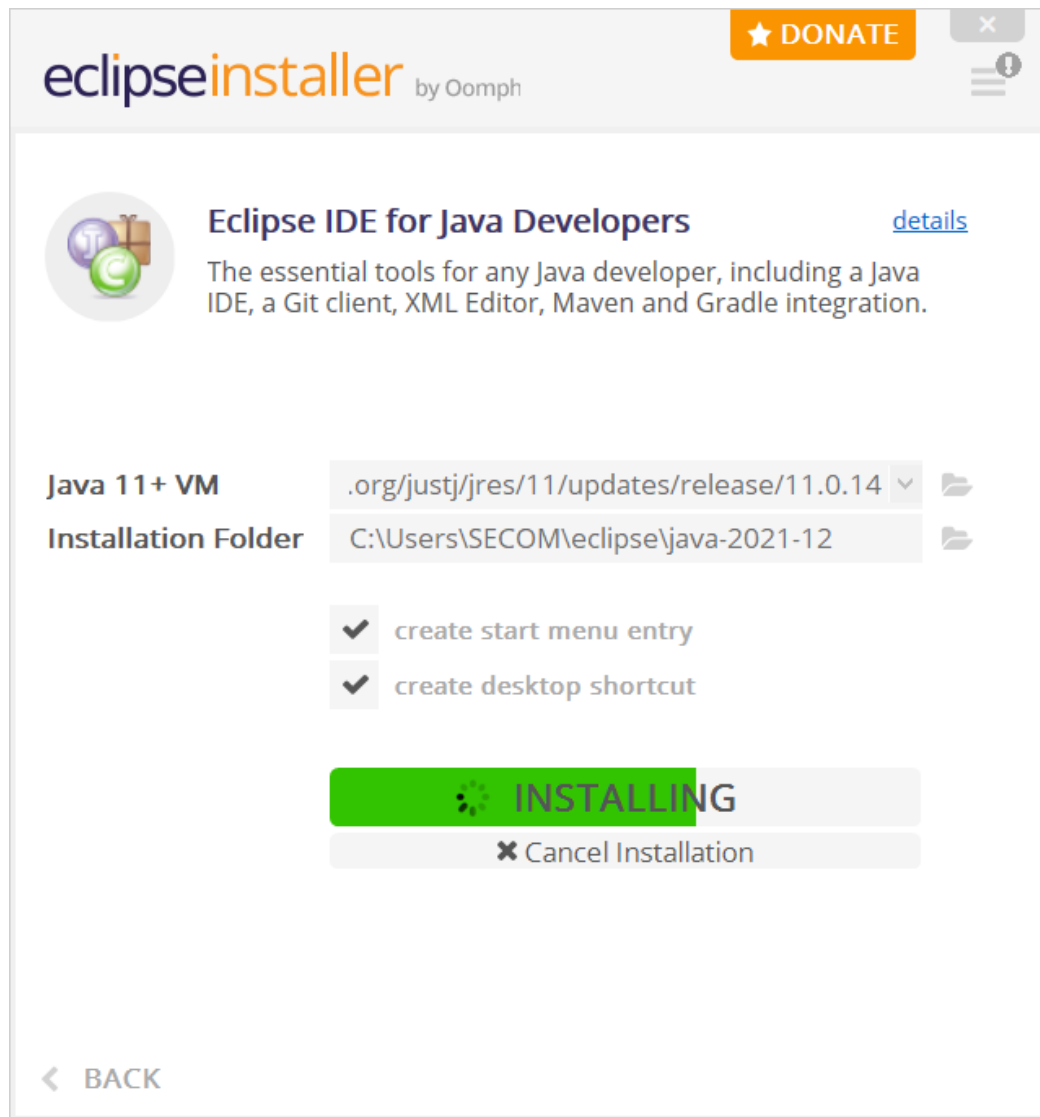 DONATE
eclipseinstaller by Oomph
Eclipse IDE for Java Developers
details
The essential tools for any Java developer, including a Java
IDE, a Git client, XML Editor, Maven and Gradle integration.
Java 11+ VM
.org/justj/jres/11/updates/release/11.0.14
Installation Folder
C:\Users\SECOM\eclipse\java-2021-12
create start menu entry
create desktop shortcut
INSTALLING
Cancel Installation
BACK